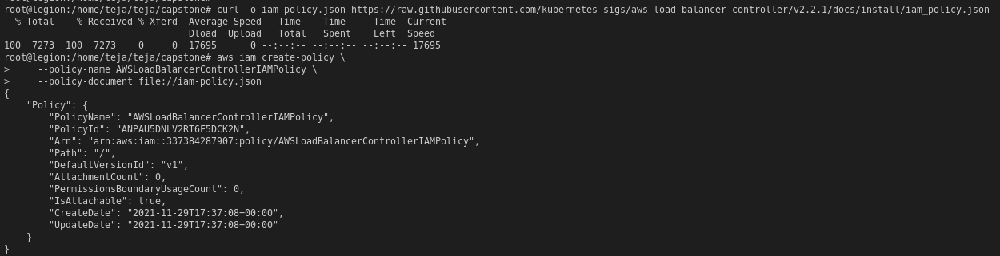 root@legion:/home/teja/teja/capstone# curl -o iam-policy.json https://raw.githubusercontent.com/kubernetes-sigs/aws-load-balancer-controller/v2.2.1/docs/install/iam_policy.json
  % Total    % Received % Xferd  Average Speed   Time    Time     Time  Current
                                 Dload  Upload   Total   Spent    Left  Speed
100  7273  100  7273    0     0  17695      0 --:--:-- --:--:-- --:--:-- 17695
root@legion:/home/teja/teja/capstone# aws iam create-policy \
>     --policy-name AWSLoadBalancerControllerIAMPolicy \
>     --policy-document file://iam-policy.json
{
    "Policy": {
        "PolicyName": "AWSLoadBalancerControllerIAMPolicy",
        "PolicyId": "ANPAU5DNLV2RT6F5DCK2N",
        "Arn": "arn:aws:iam::337384287907:policy/AWSLoadBalancerControllerIAMPolicy",
        "Path": "/",
        "DefaultVersionId": "v1",
        "AttachmentCount": 0,
        "PermissionsBoundaryUsageCount": 0,
        "IsAttachable": true,
        "CreateDate": "2021-11-29T17:37:08+00:00",
        "UpdateDate": "2021-11-29T17:37:08+00:00"
    }
}